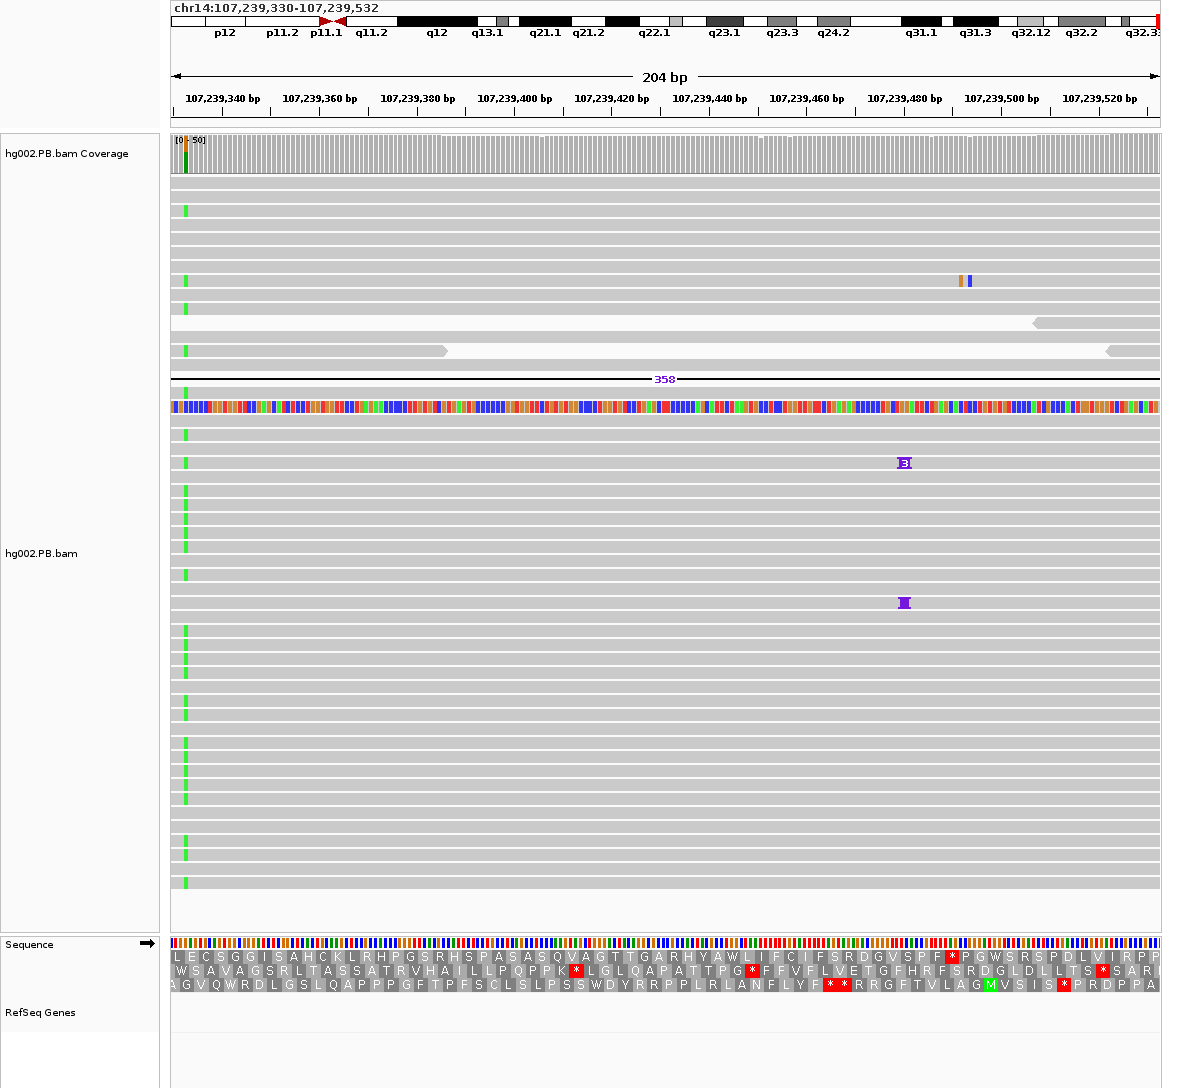 chr14:107,239,330-107,239,532
p12 p11.2 p11.1 q11.2 q12 q13.1 q21.1 q21.2 q22.1 q23.1 q23.3 q24.2 q31.1 q31.3 q32.12 q32.2 q32.3
204 bp
107,239,340 bp 107,239,360 bp 107,239,380 bp 107,239,400 bp 107,239,420 bp 107,239,440 bp 107,239,460 bp 107,239,480 bp 107,239,500 bp 107,239,520 bp
[0 - 50]
hg002.PB.bam Coverage
358
3
hg002.PB.bam
Sequence
L E C S G G I S A H C K L R H P G S R H S P A S A S Q V A G T T G A R H Y A W L I F C I F S R D G V S P F * P G W S R S P D L V I R P P
W S A V A G S R L T A S S A T R V H A I L L P Q P P K * L G L Q A P A T T P G * F F V F L V E T G F H R F S R D G L D L L T S * S A R
A G V Q W R D L G S L Q A P P P G F T P F S C L S L P S S W D Y R R P P L R L A N F L Y F * * R R G F T V L A G M V S I S * P R D P P A
RefSeq Genes